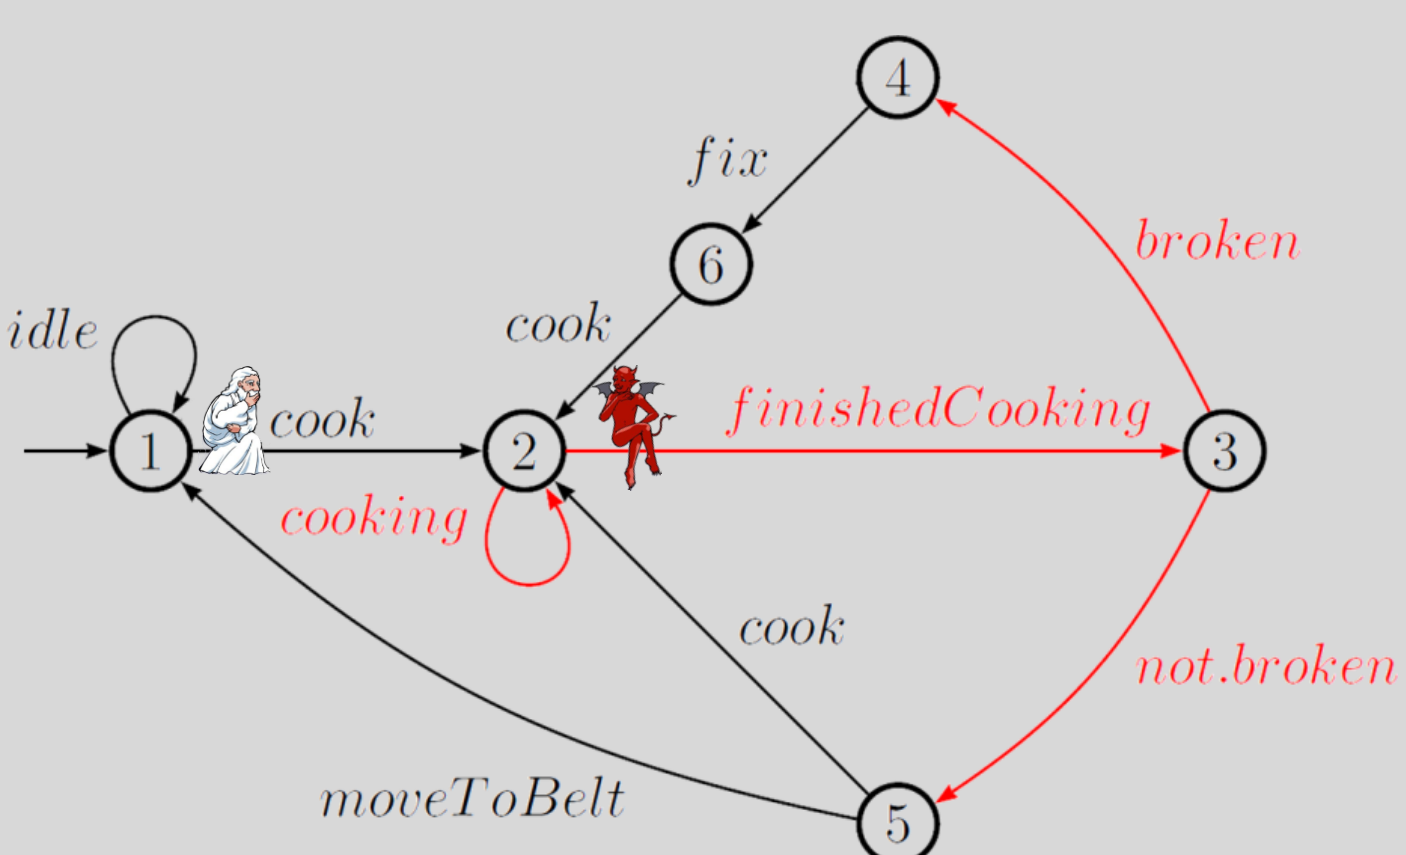 4
fix
broken
6
cook
idle
finishedCooking
cook
1
2
3
cooking
cook
not.broken
moveToBelt
5